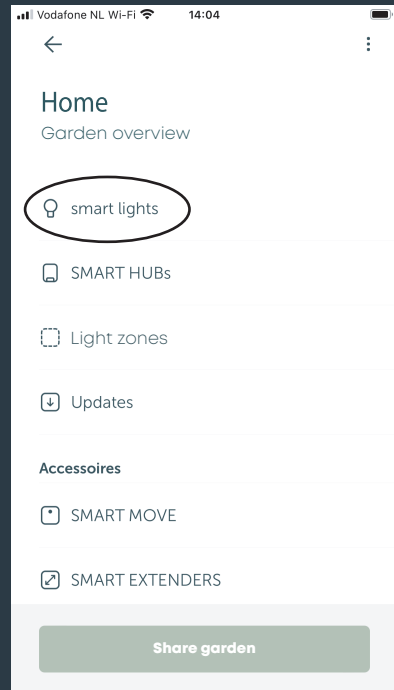 Vodafone NL Wi-Fi 14:04
Home
Garden overview
smart lights
SMART HUBs
Light zones
Updates
Accessoires
SMART MOVE
SMART EXTENDERS
Share garden